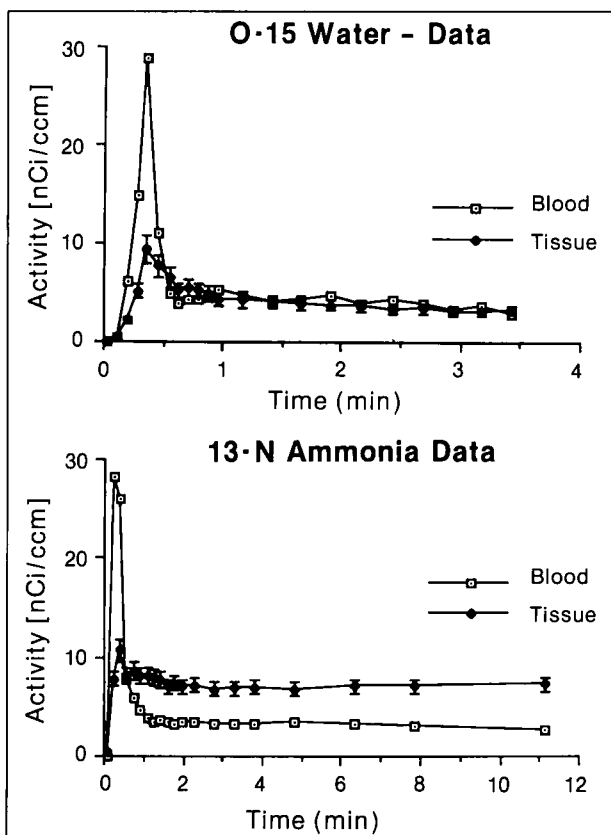 O-15 Water - Data
30
20
10
0
Activity [nCi/ccm]
Blood
Tissue
0 1 2 3 4
Time (min)
13-N Ammonia Data
30
20
10
0
Activity [nCi/ccm]
Blood
Tissue
0 2 4 6 8 10 12
Time (min)